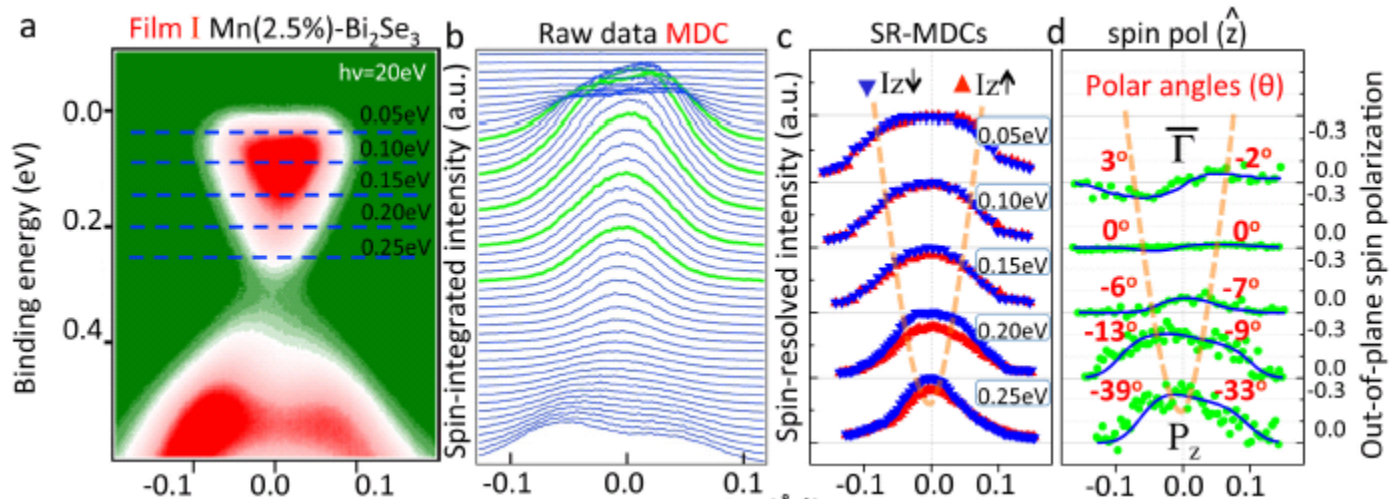 a
Film I Mn(2.5%)-Bi₂Se₃
hν=20eV
0.05eV
0.10eV
0.15eV
0.20eV
0.25eV
Binding energy (eV)
0.0
0.2
0.4
-0.1
0.0
0.1
b
Raw data MDC
Spin-integrated intensity (a.u.)
-0.1
0.0
0.1
c
SR-MDCs
Iz↓
Iz↑
0.05eV
0.10eV
0.15eV
0.20eV
0.25eV
Spin-resolved intensity (a.u.)
-0.1
0.0
0.1
d
spin pol (ẑ)
Polar angles (θ)
Γ̅
3° -2°
0° 0°
-6° -7°
-13° -9°
-39° -33°
P_z
-0.3
0.0
-0.3
0.0
-0.3
0.0
-0.3
0.0
-0.3
0.0
Out-of-plane spin polarization
-0.1
0.0
0.1